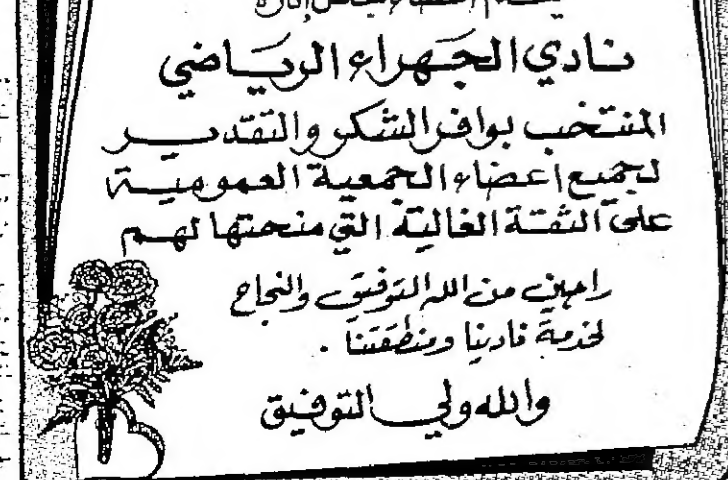 نادي الجهراء الرياضي
المنتخب بوافر الشكر والتقدير
لجميع اعضاء الجمعية العمومية
على الثقة الغالية التي منحتها لهم
راجين من الله التوفيق والنجاح
لخدمة نادينا ومنطقتنا .
والله ولي التوفيق